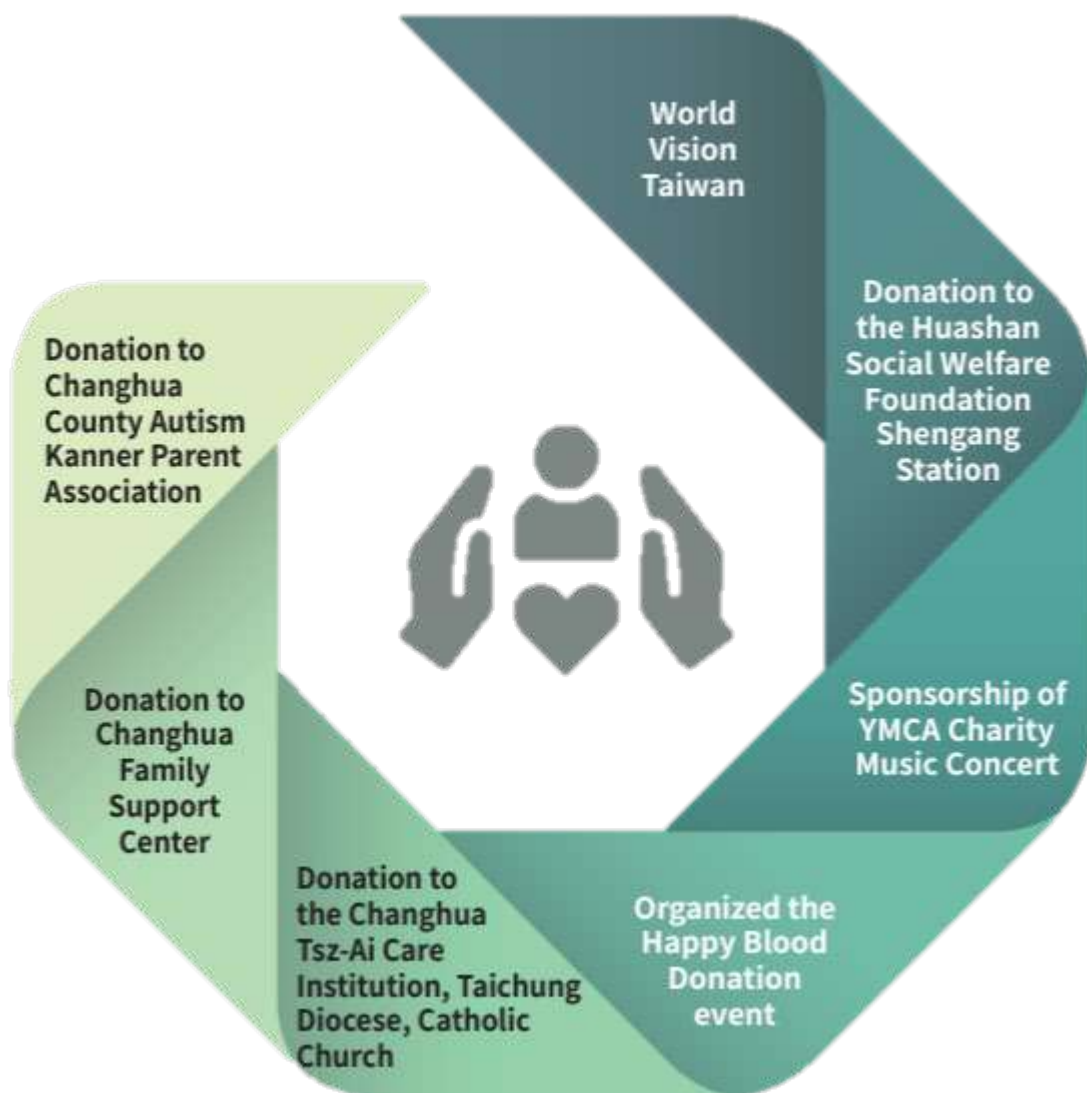 World
Vision
Taiwan
Donation to
the Huashan
Social Welfare
Foundation
Shengang
Station
Sponsorship of
YMCA Charity
Music Concert
Organized the
Happy Blood
Donation
event
Donation to
the Changhua
Tsz-Ai Care
Institution, Taichung
Diocese, Catholic
Church
Donation to
Changhua
Family
Support
Center
Donation to
Changhua
County Autism
Kanner Parent
Association